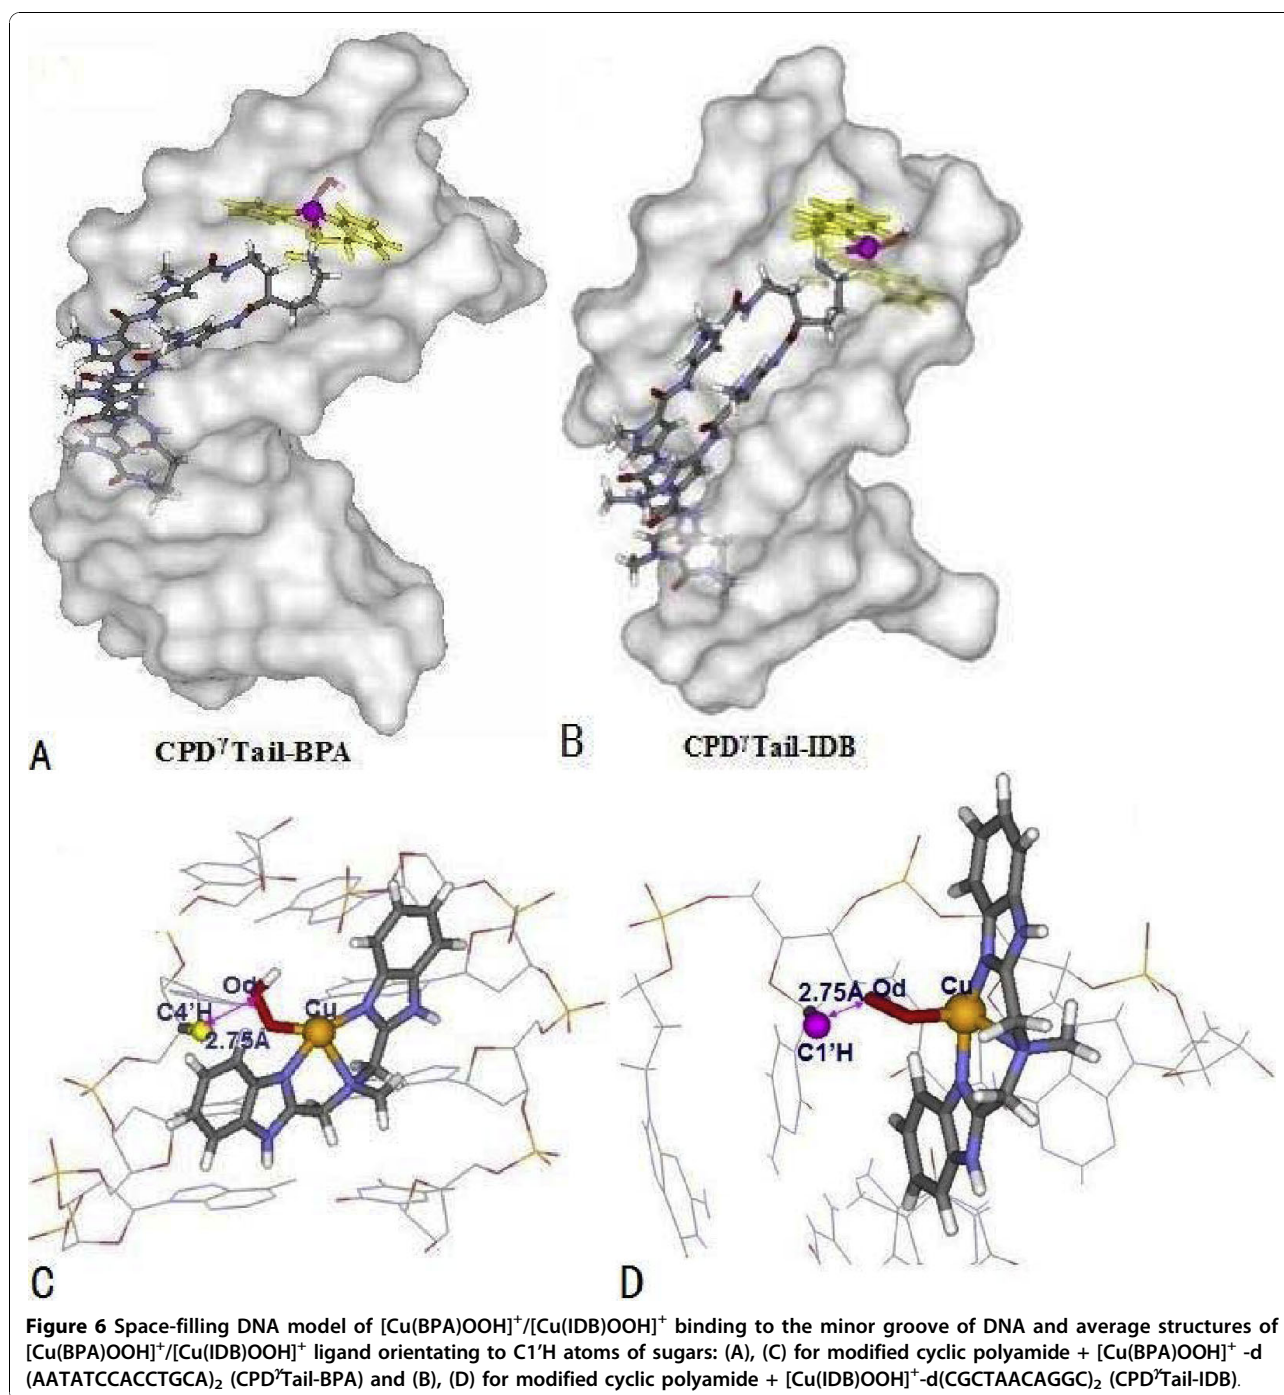 A
CPDᵞTail-BPA
B
CPDᵞTail-IDB
Od
C4'H
Cu
2.75A
C
2.75A
Od
Cu
C1'H
D
Figure 6 Space-filling DNA model of [Cu(BPA)OOH]⁺/[Cu(IDB)OOH]⁺ binding to the minor groove of DNA and average structures of
[Cu(BPA)OOH]⁺/[Cu(IDB)OOH]⁺ ligand orientating to C1'H atoms of sugars: (A), (C) for modified cyclic polyamide + [Cu(BPA)OOH]⁺ -d
(AATATCCACCTGCA)₂ (CPDᵞTail-BPA) and (B), (D) for modified cyclic polyamide + [Cu(IDB)OOH]⁺-d(CGCTAACAGGC)₂ (CPDᵞTail-IDB).